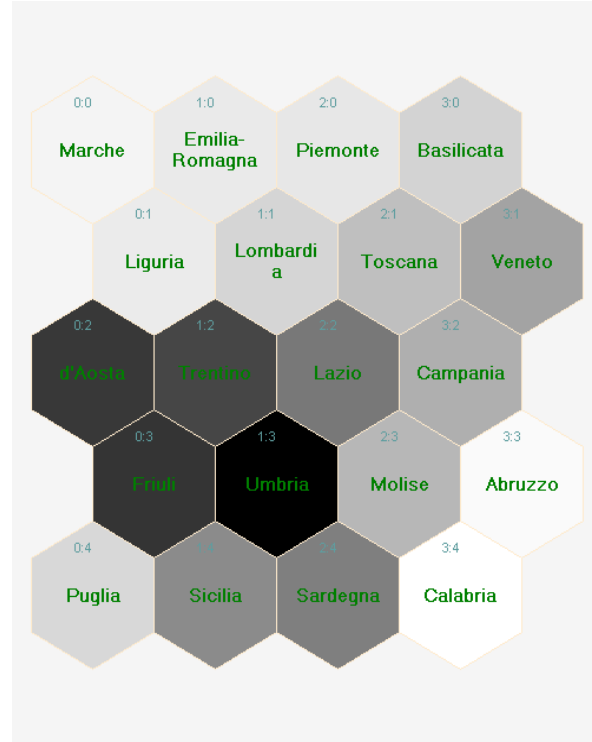 0:0
Marche
1:0
Emilia-
Romagna
2:0
Piemonte
3:0
Basilicata
0:1
Liguria
1:1
Lombardi
a
2:1
Toscana
3:1
Veneto
0:2
d'Aosta
1:2
Trentino
2:2
Lazio
3:2
Campania
0:3
Friuli
1:3
Umbria
2:3
Molise
3:3
Abruzzo
0:4
Puglia
Sicilia
2:4
Sardegna
3:4
Calabria